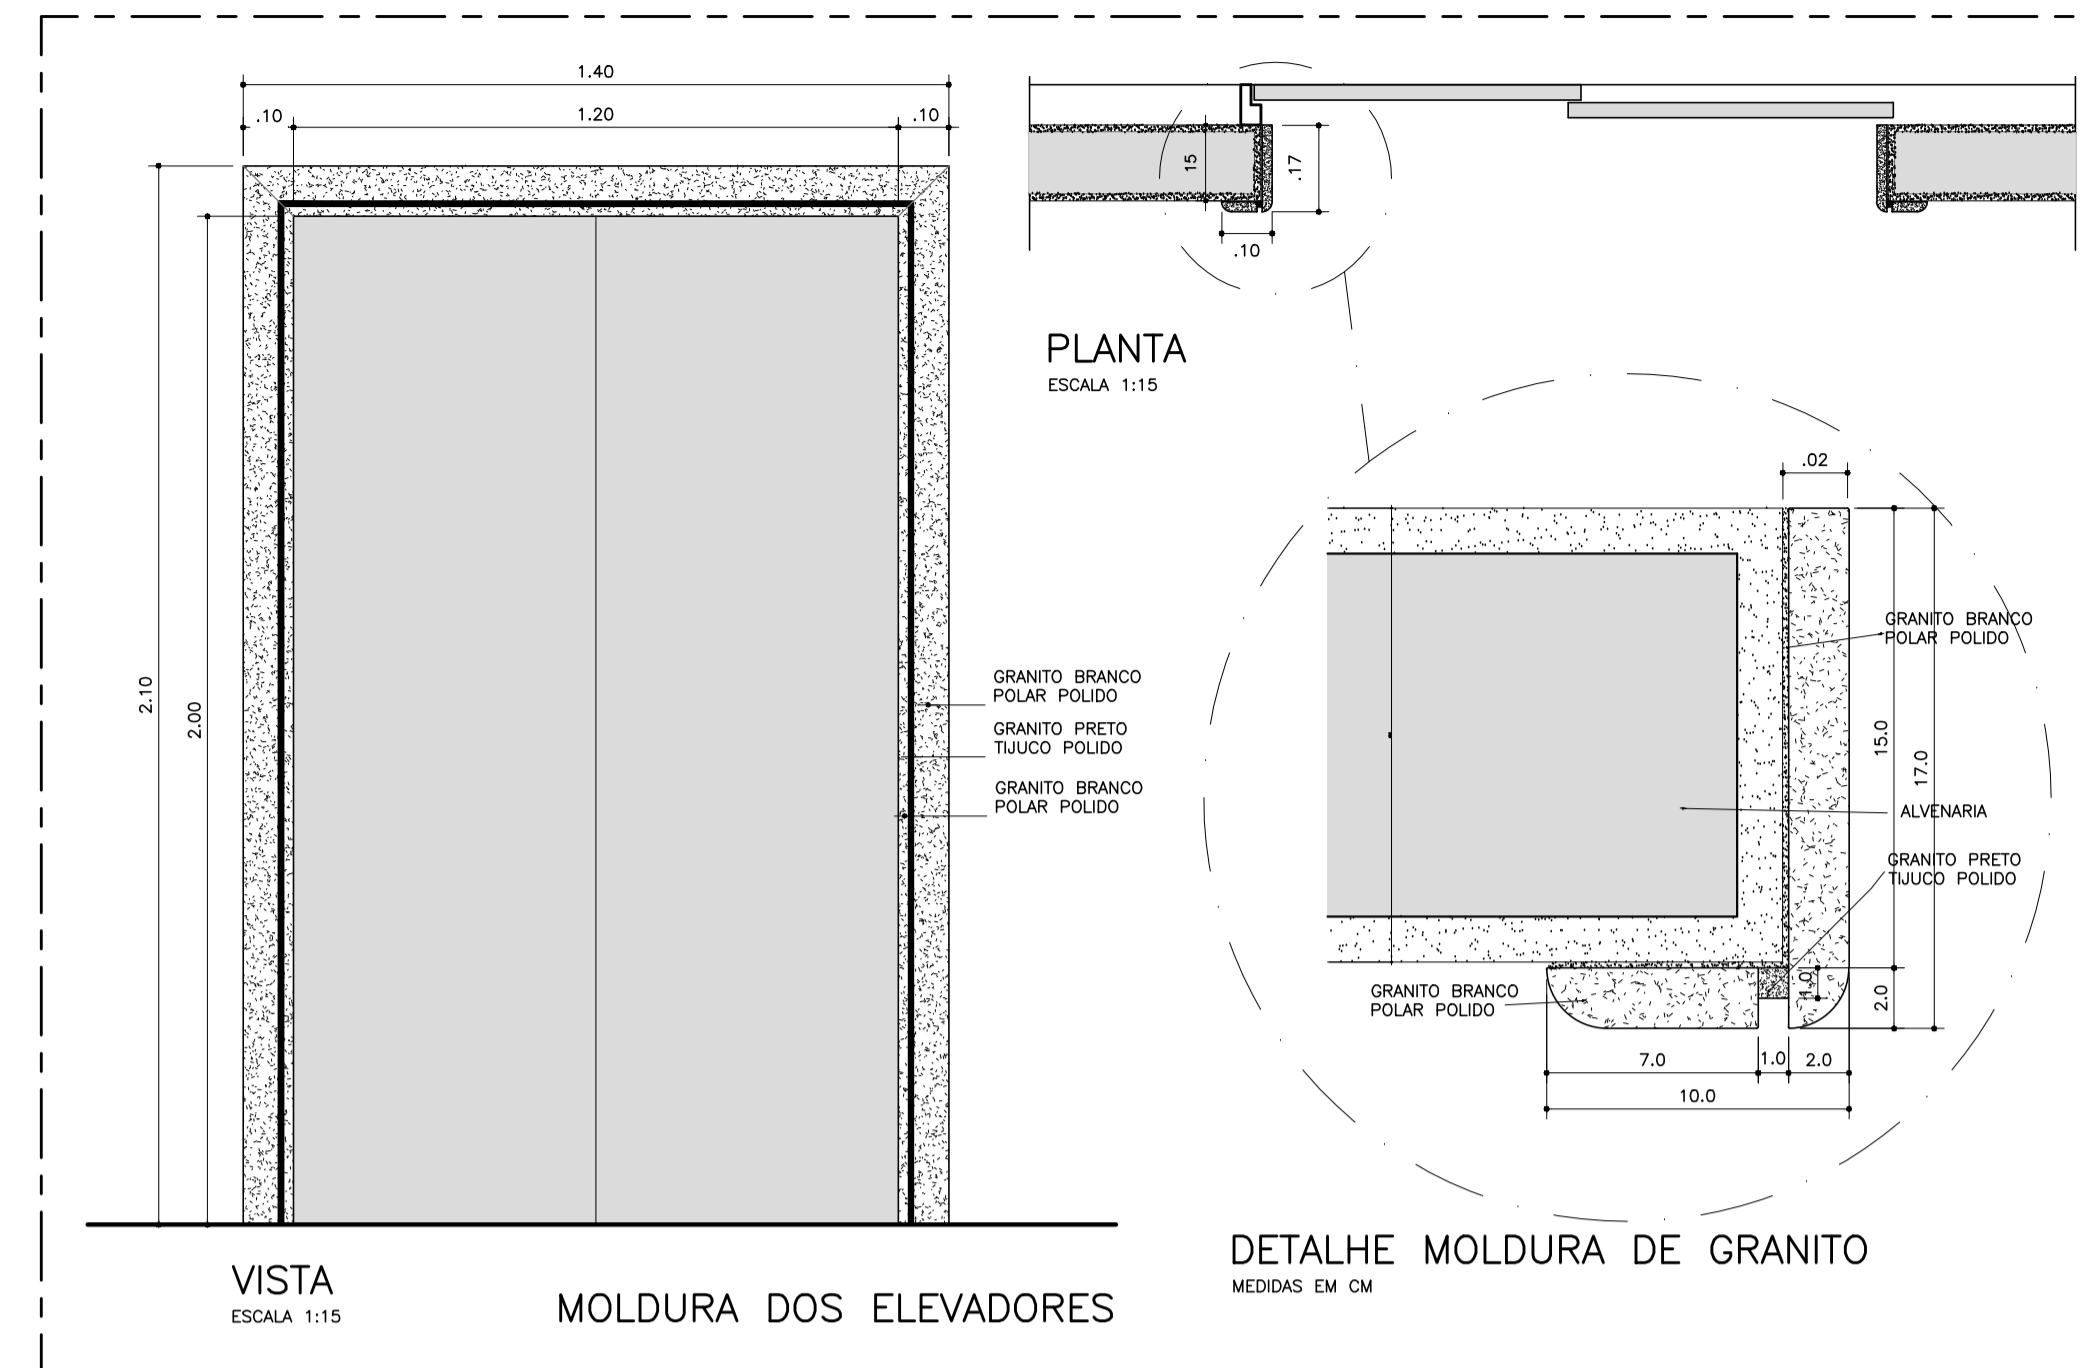 1.40
.10
1.20
.10
2.10
2.00
GRANITO BRANCO
POLAR POLIDO
GRANITO PRETO
TIJUCO POLIDO
GRANITO BRANCO
POLAR POLIDO
VISTA
ESCALA 1:15
MOLDURA DOS ELEVADORES
15
.17
.10
PLANTA
ESCALA 1:15
.02
GRANITO BRANCO
POLAR POLIDO
15.0
17.0
ALVENARIA
GRANITO PRETO
TIJUCO POLIDO
GRANITO BRANCO
POLAR POLIDO
1.0
2.0
7.0
1.0
2.0
10.0
DETALHE MOLDURA DE GRANITO
MEDIDAS EM CM